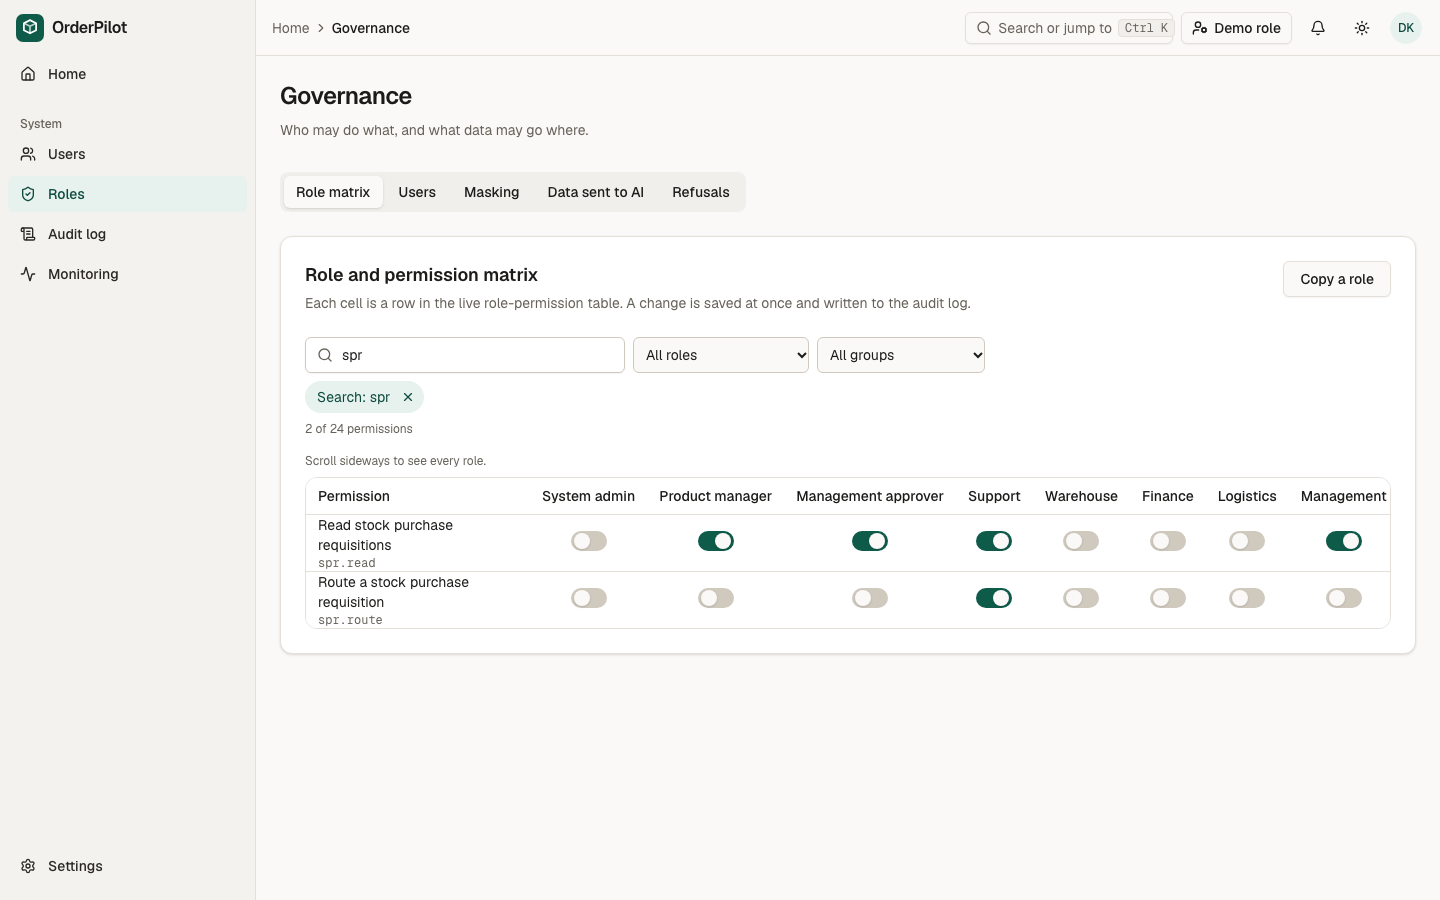 OrderPilot
Home
System
Users
Roles
Audit log
Monitoring
Settings
Home > Governance
Search or jump to
Ctrl K
Demo role
DK
Governance
Who may do what, and what data may go where.
Role matrix
Users
Masking
Data sent to AI
Refusals
Role and permission matrix
Each cell is a row in the live role-permission table. A change is saved at once and written to the audit log.
Copy a role
spr
All roles
All groups
Search: spr
2 of 24 permissions
Scroll sideways to see every role.
Permission System admin Product manager Management approver Support Warehouse Finance Logistics Management
Read stock purchase
requisitions
spr.read
Route a stock purchase
requisition
spr.route